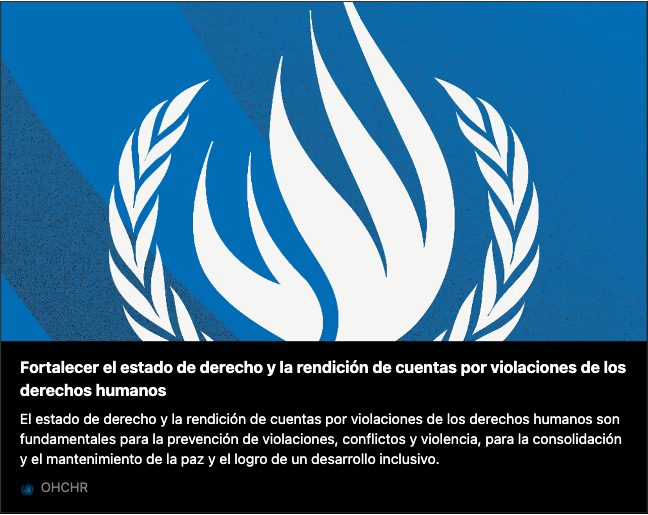 Fortalecer el estado de derecho y la rendición de cuentas por violaciones de los
derechos humanos
El estado de derecho y la rendición de cuentas por violaciones de los derechos humanos son
fundamentales para la prevención de violaciones, conflictos y violencia, para la consolidación
y el mantenimiento de la paz y el logro de un desarrollo inclusivo.
OHCHR